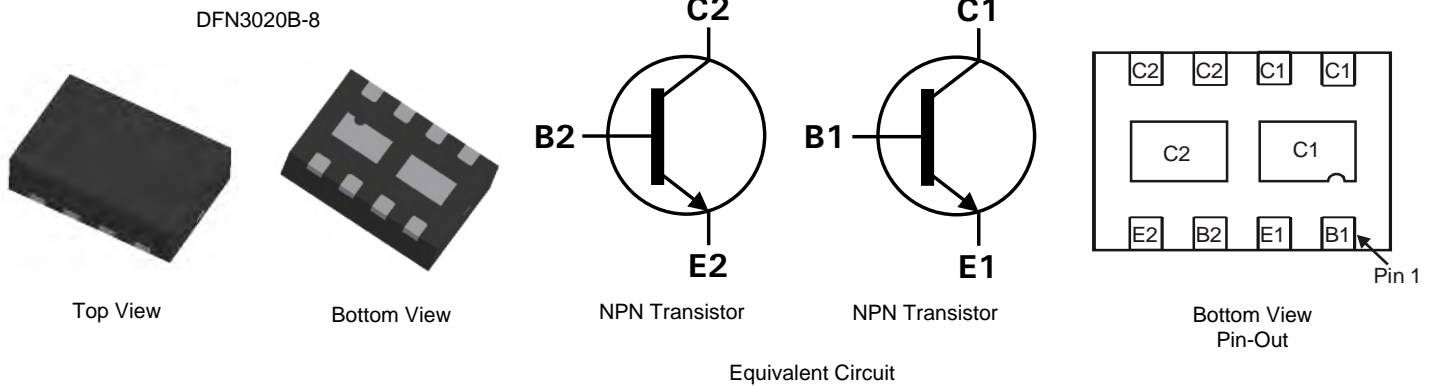 DFN3020B-8
C2
C1
B2
B1
E2
E1
C2 C2 C1 C1
C2 C1
E2 B2 E1 B1
Pin 1
Top View
Bottom View
NPN Transistor
NPN Transistor
Bottom View
Pin-Out
Equivalent Circuit